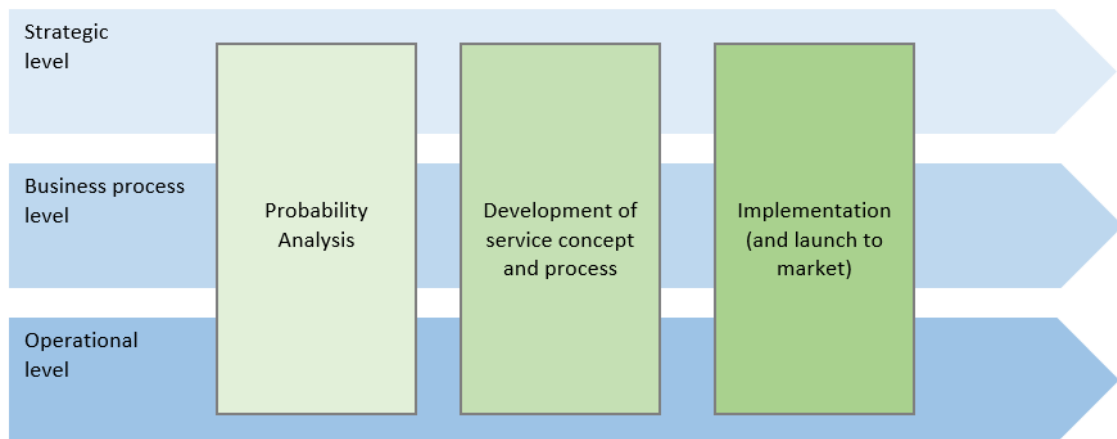 Strategic
level
Business process
level
Probability
Analysis
Development of
service concept
and process
Implementation
(and launch to
market)
Operational
level